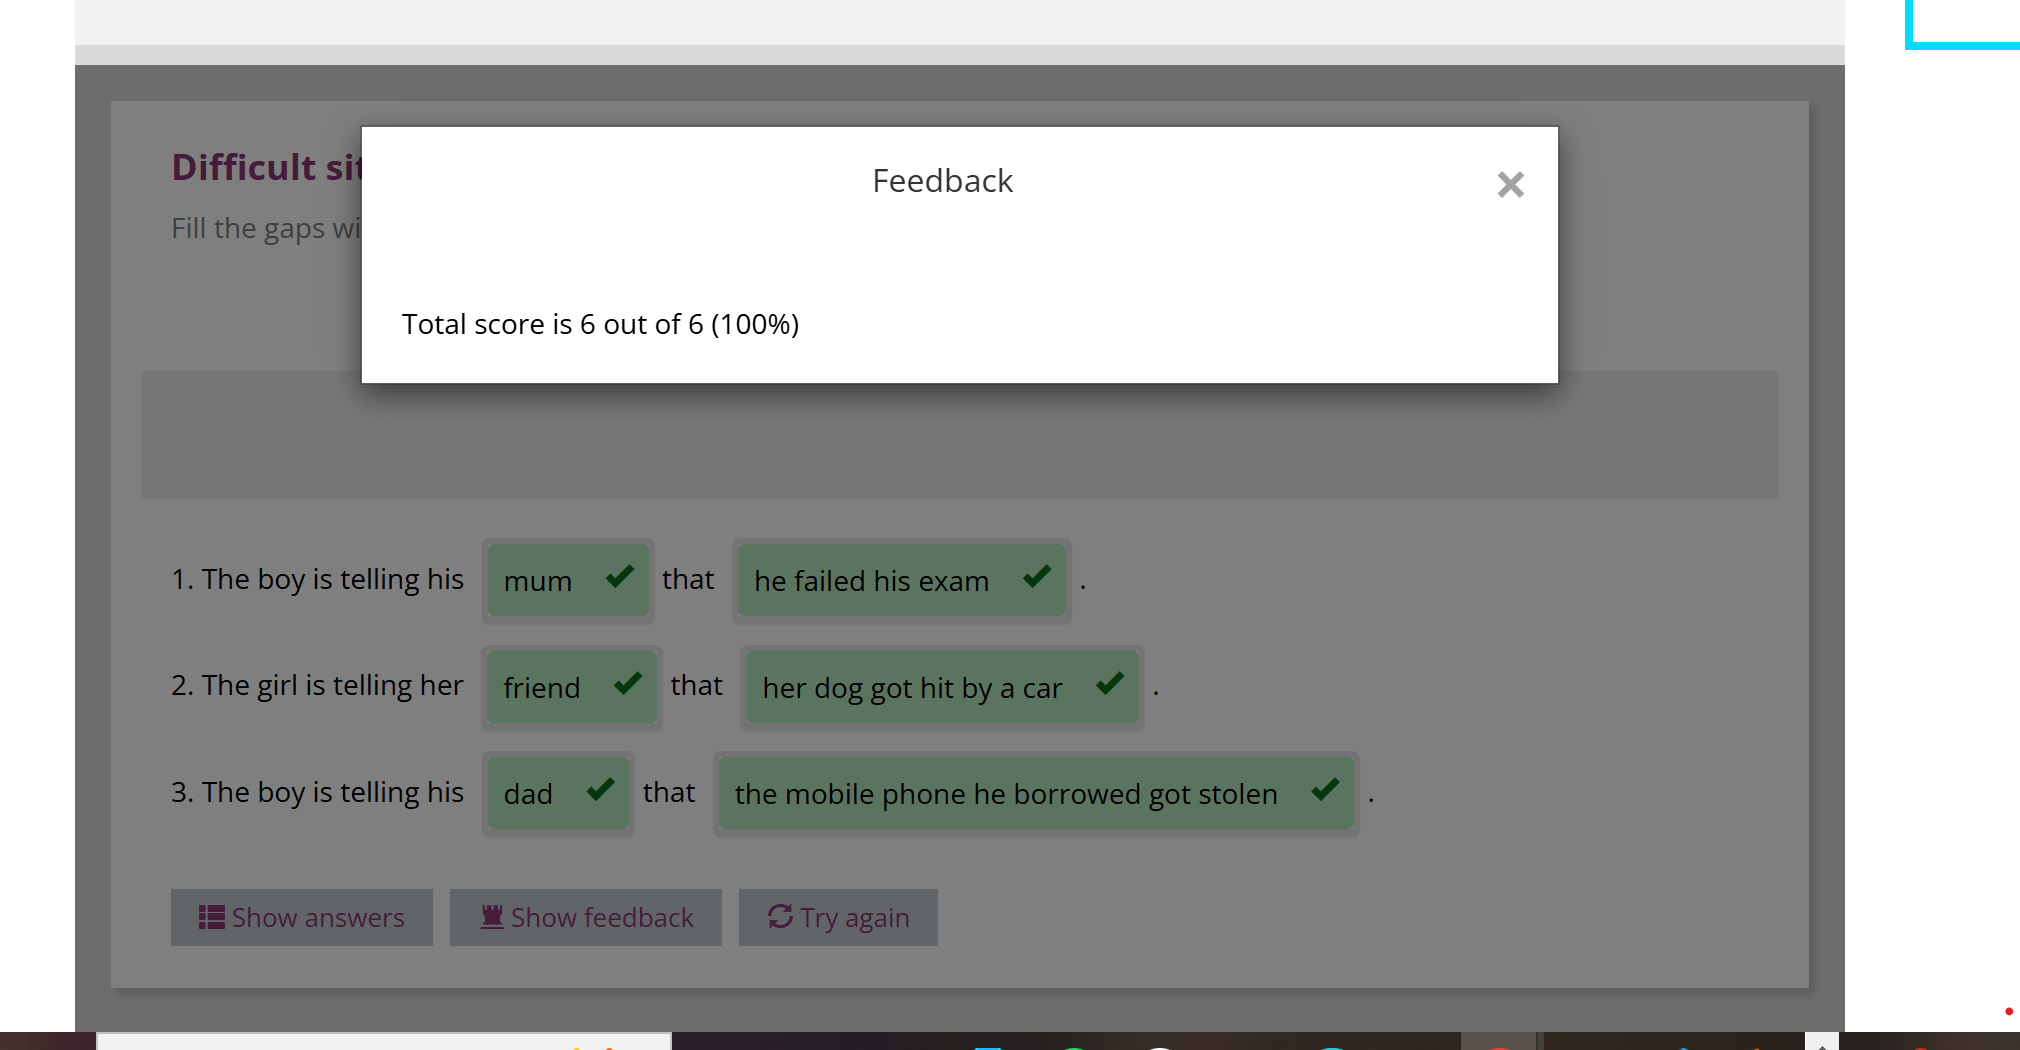 Difficult
Fill the gaps
Feedback
Total score is 6 out of 6 (100%)
1. The boy is telling his mum that he failed his exam .
2. The girl is telling her friend that her dog got hit by a car .
3. The boy is telling his dad that the mobile phone he borrowed got stolen .
Show answers Show feedback Try again